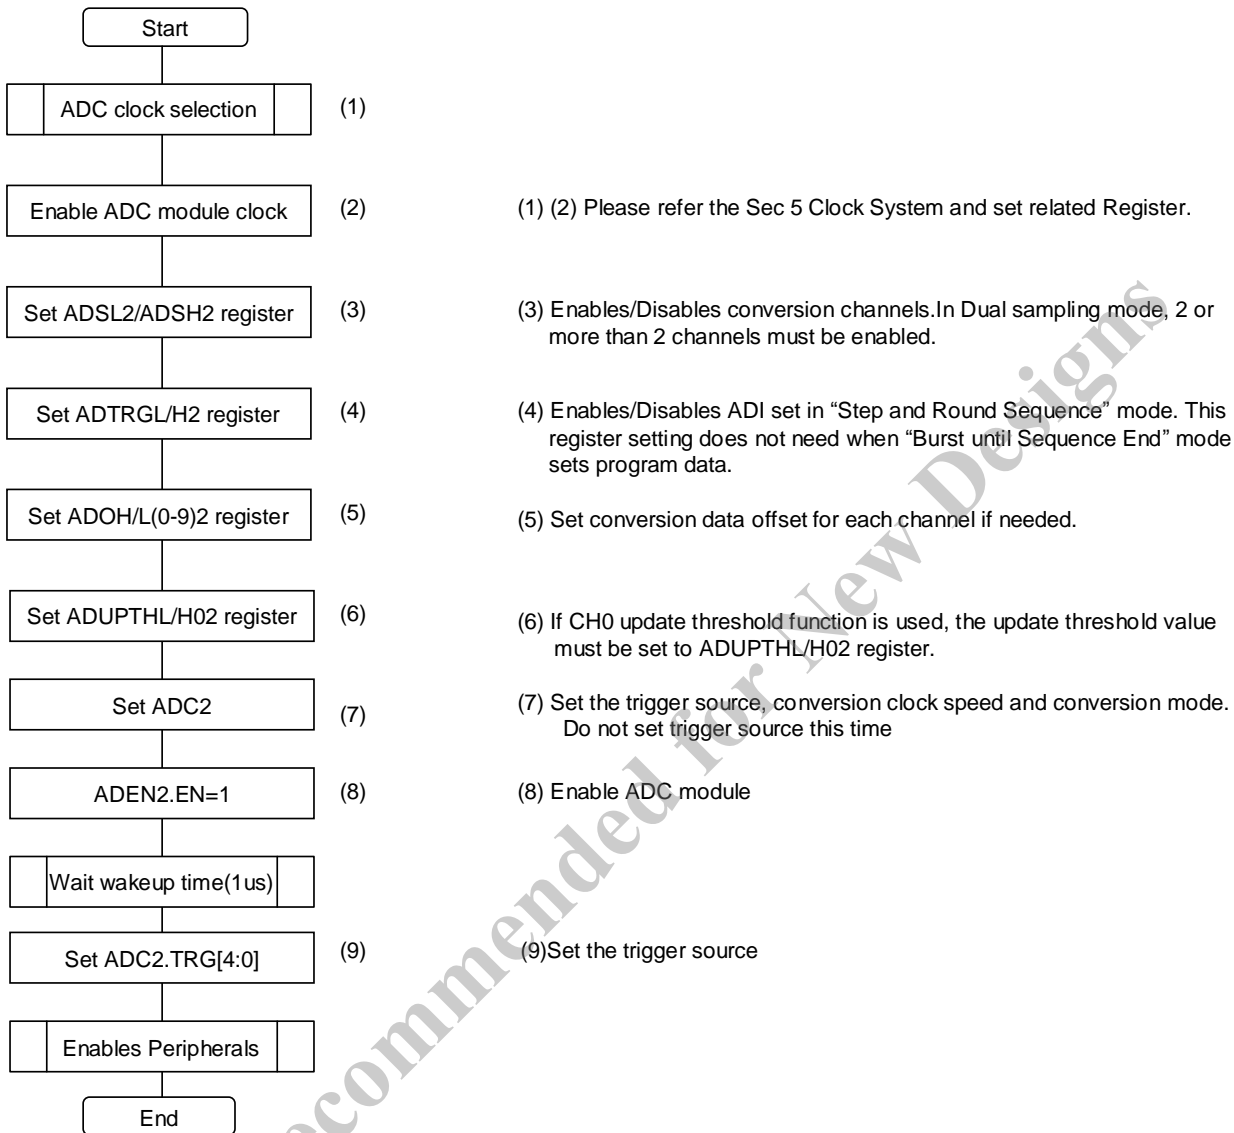 Start
ADC clock selection
(1)
Enable ADC module clock
(2)
(1) (2) Please refer the Sec 5 Clock System and set related Register.
Set ADSL2/ADSH2 register
(3)
(3) Enables/Disables conversion channels.In Dual sampling mode, 2 or
more than 2 channels must be enabled.
Set ADTRGL/H2 register
(4)
(4) Enables/Disables ADI set in “Step and Round Sequence” mode. This
register setting does not need when “Burst until Sequence End” mode
sets program data.
Set ADOH/L(0-9)2 register
(5)
(5) Set conversion data offset for each channel if needed.
Set ADUPTHL/H02 register
(6)
(6) If CH0 update threshold function is used, the update threshold value
must be set to ADUPTHL/H02 register.
Set ADC2
(7)
(7) Set the trigger source, conversion clock speed and conversion mode.
Do not set trigger source this time
ADEN2.EN=1
(8)
(8) Enable ADC module
Wait wakeup time(1us)
Set ADC2.TRG[4:0]
(9)
(9)Set the trigger source
Enables Peripherals
End
ecommended for New Designs